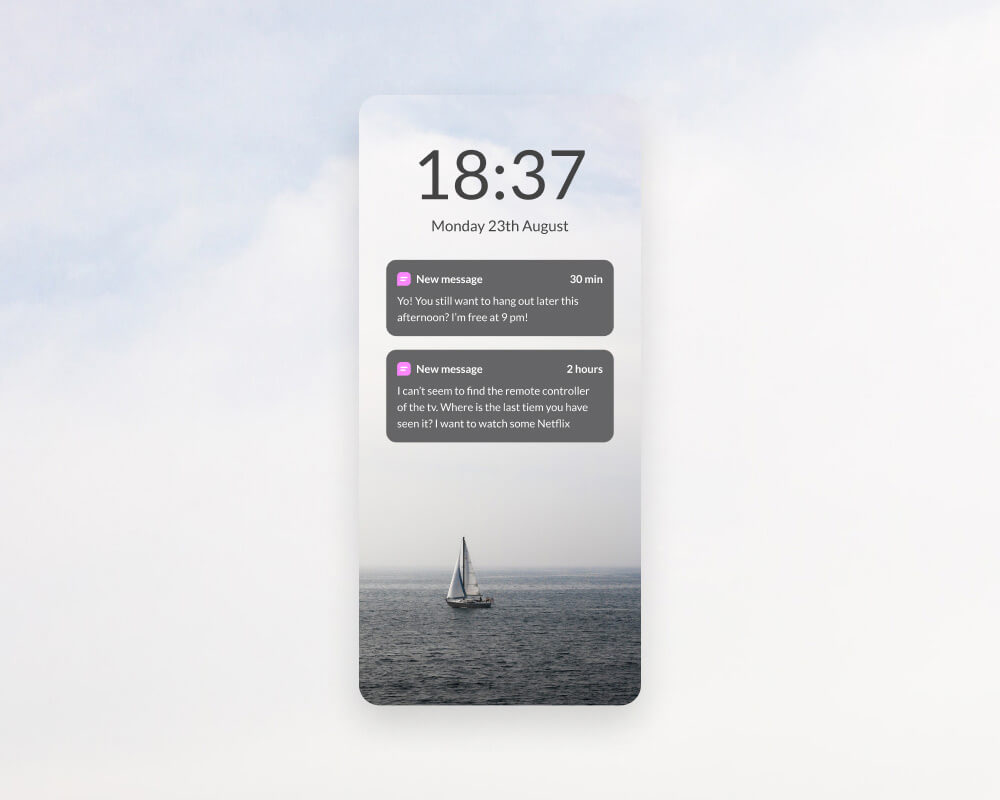 18:37
Monday 23th August
New message 30 min
Yo! You still want to hang out later this
afternoon? I'm free at 9 pm!
New message 2 hours
I can't seem to find the remote controller
of the tv. Where is the last tiem you have
seen it? I want to watch some Netflix